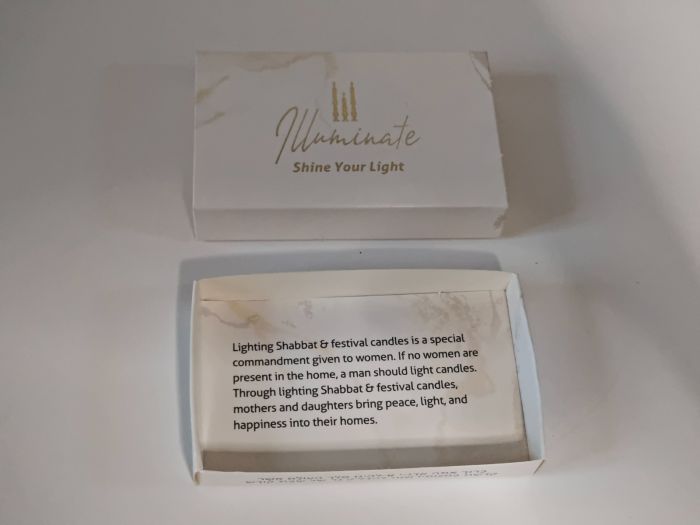 Illuminate
Shine Your Light
Lighting Shabbat & festival candles is a special
commandment given to women. If no women are
present in the home, a man should light candles.
Through lighting Shabbat & festival candles,
mothers and daughters bring peace, light, and
happiness into their homes.